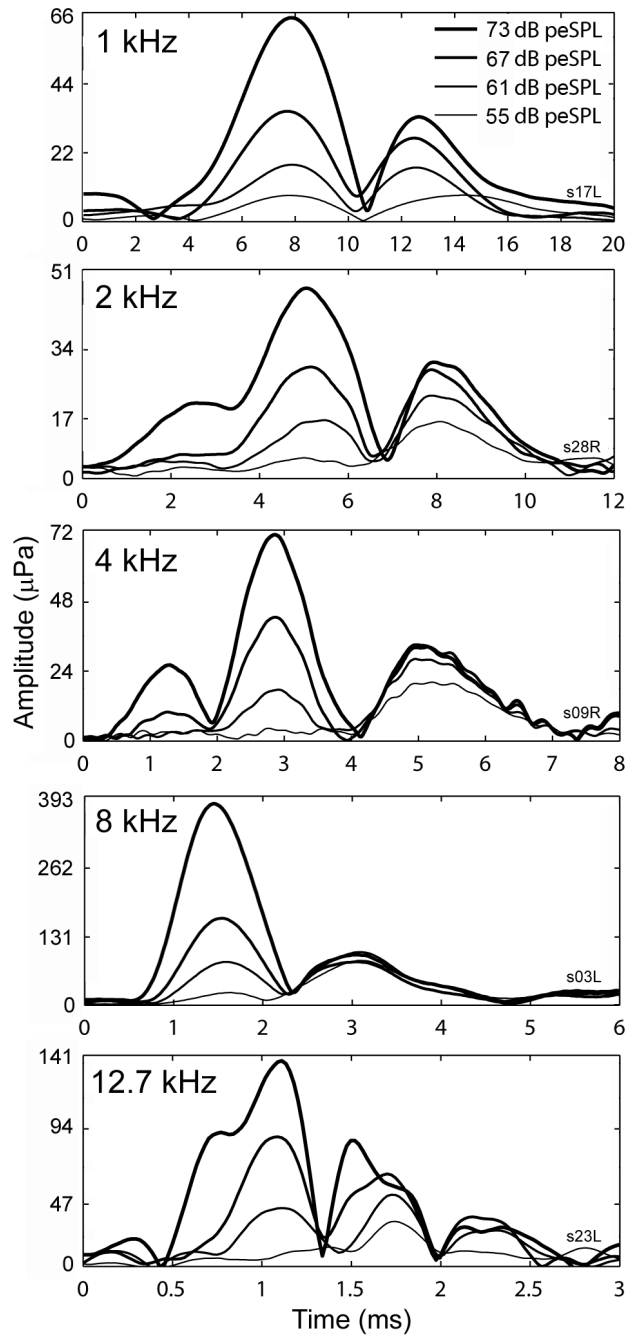 66
44
22
0
1 kHz
73 dB peSPL
67 dB peSPL
61 dB peSPL
55 dB peSPL
s17L
0 2 4 6 8 10 12 14 16 18 20
51
34
17
0
2 kHz
s28R
0 2 4 6 8 10 12
Amplitude (μPa)
72
48
24
0
4 kHz
s09R
0 1 2 3 4 5 6 7 8
393
262
131
0
8 kHz
s03L
0 1 2 3 4 5 6
141
94
47
0
12.7 kHz
s23L
0 0.5 1 1.5 2 2.5 3
Time (ms)